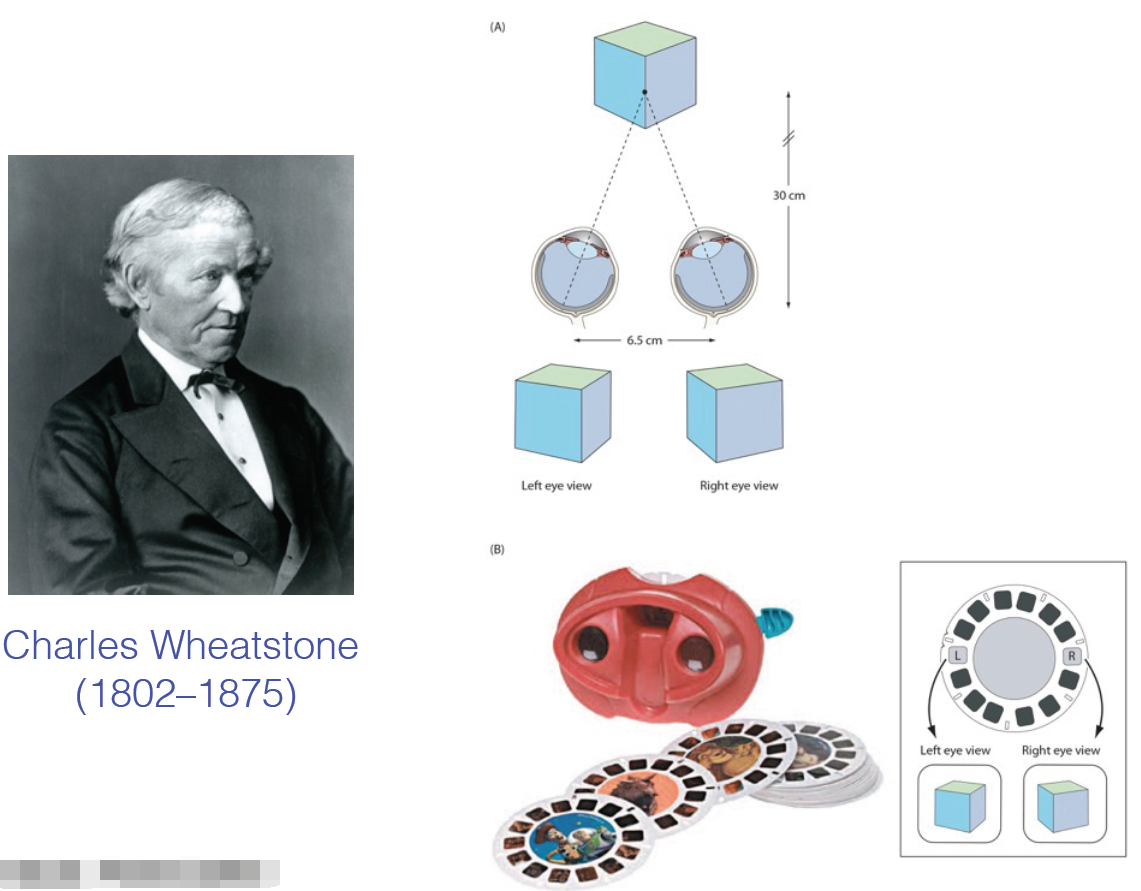 (A)
30 cm
6.5 cm
Left eye view
Right eye view
Charles Wheatstone
(1802–1875)
(B)
L
R
Left eye view
Right eye view